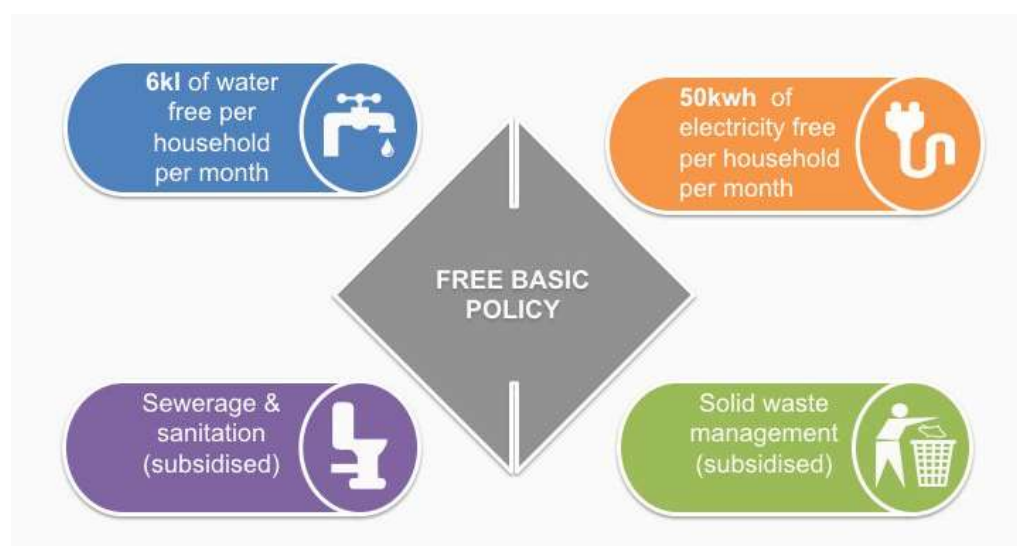 6kl of water
free per
household
per month
50kwh of
electricity free
per household
per month
FREE BASIC
POLICY
Sewerage &
sanitation
(subsidised)
Solid waste
management
(subsidised)